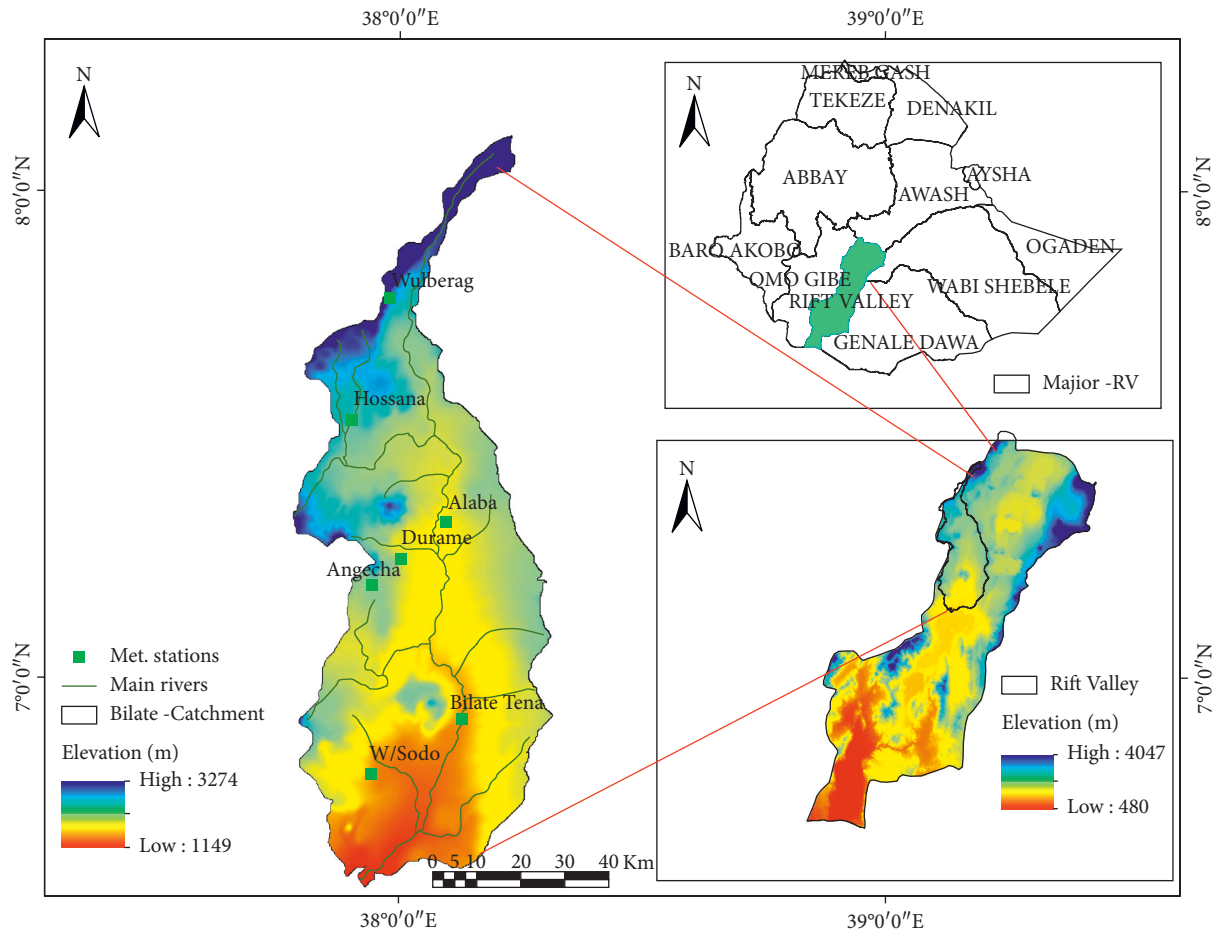 38°0′0″E
39°0′0″E
N
8°0′0″N
7°0′0″N
Wulberag
Hossana
Alaba
Durame
Angecha
Bilate Tena
W/Sodo
Met. stations
Main rivers
Bilate -Catchment
Elevation (m)
High : 3274
Low : 1149
0 5 10 20 30 40 Km
N
MEREB GASH
TEKEZE
DENAKIL
ABBAY
AYSHA
AWASH
BARO AKOBO
OGADEN
OMO GIBE
WABI SHEBELE
RIFT VALLEY
GENALE DAWA
Majior -RV
N
Rift Valley
Elevation (m)
High : 4047
Low : 480
8°0′0″N
7°0′0″N
38°0′0″E
39°0′0″E